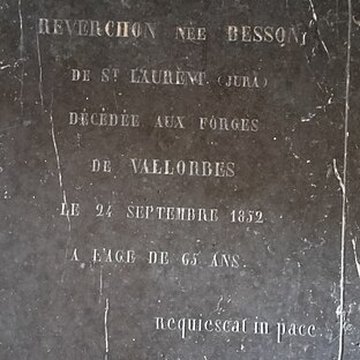 REVERCHON NÉE BESSON,
DE ST LAURENT. (JURA)
DÉCÉDÉE AUX FORGES
DE VALLORBES
LE 24 SEPTEMBRE 1852
A L'AGE DE 65 ANS.
Requiescat in pace.